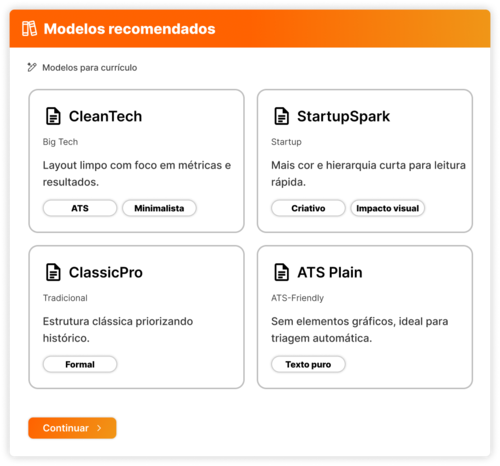 Modelos recomendados
Modelos para currículo
CleanTech
Big Tech
Layout limpo com foco em métricas e
resultados.
ATS
Minimalista
StartupSpark
Startup
Mais cor e hierarquia curta para leitura
rápida.
Criativo
Impacto visual
ClassicPro
Tradicional
Estrutura clássica priorizando
histórico.
Formal
ATS Plain
ATS-Friendly
Sem elementos gráficos, ideal para
triagem automática.
Texto puro
Continuar